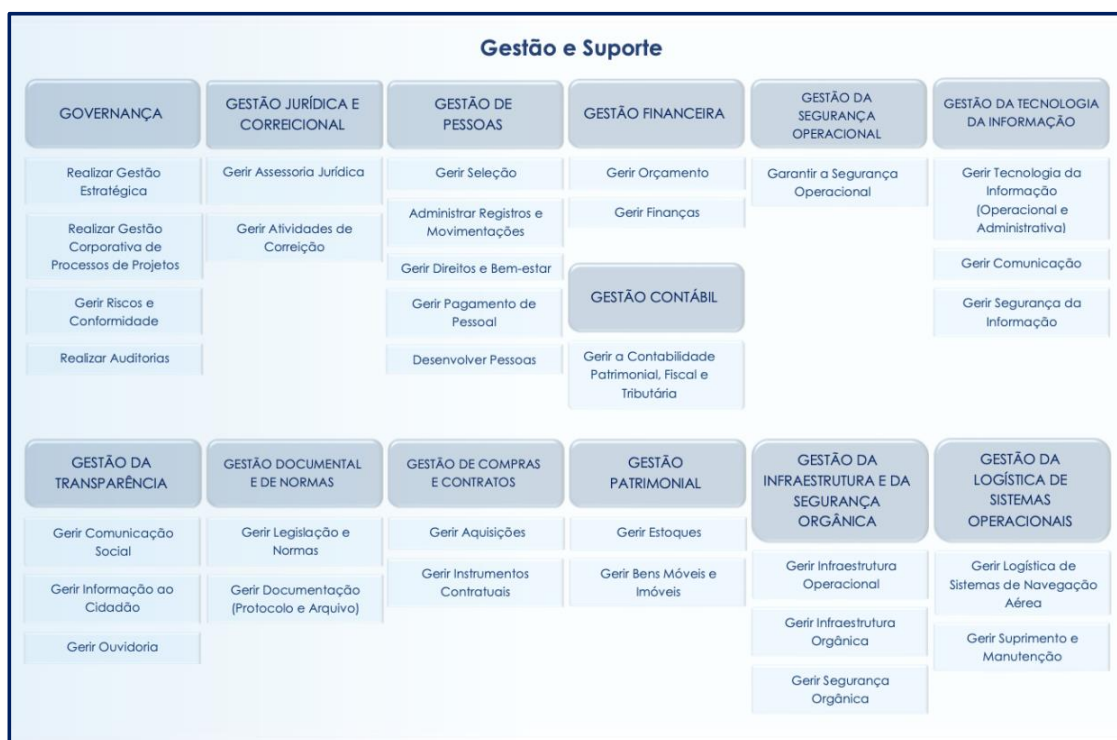 Gestão e Suporte
GOVERNANÇA
Realizar Gestão
Estratégica
Realizar Gestão
Corporativa de
Processos de Projetos
Gerir Riscos e
Conformidade
Realizar Auditorias
GESTÃO JURÍDICA E
CORREICIONAL
Gerir Assessoria Jurídica
Gerir Atividades de
Correição
GESTÃO DE
PESSOAS
Gerir Seleção
Administrar Registros e
Movimentações
Gerir Direitos e Bem-estar
Gerir Pagamento de
Pessoal
Desenvolver Pessoas
GESTÃO FINANCEIRA
Gerir Orçamento
Gerir Finanças
GESTÃO CONTÁBIL
Gerir a Contabilidade
Patrimonial, Fiscal e
Tributária
GESTÃO DA
SEGURANÇA
OPERACIONAL
Garantir a Segurança
Operacional
GESTÃO DA TECNOLOGIA
DA INFORMAÇÃO
Gerir Tecnologia da
Informação
(Operacional e
Administrativa)
Gerir Comunicação
Gerir Segurança da
Informação
GESTÃO DA
TRANSPARÊNCIA
Gerir Comunicação
Social
Gerir Informação ao
Cidadão
Gerir Ouvidoria
GESTÃO DOCUMENTAL
E DE NORMAS
Gerir Legislação e
Normas
Gerir Documentação
(Protocolo e Arquivo)
GESTÃO DE COMPRAS
E CONTRATOS
Gerir Aquisições
Gerir Instrumentos
Contratuais
GESTÃO
PATRIMONIAL
Gerir Estoques
Gerir Bens Móveis e
Imóveis
GESTÃO DA
INFRAESTRUTURA E DA
SEGURANÇA
ORGÂNICA
Gerir Infraestrutura
Operacional
Gerir Infraestrutura
Orgânica
Gerir Segurança
Orgânica
GESTÃO DA
LOGÍSTICA DE
SISTEMAS
OPERACIONAIS
Gerir Logística de
Sistemas de Navegação
Aérea
Gerir Suprimento e
Manutenção